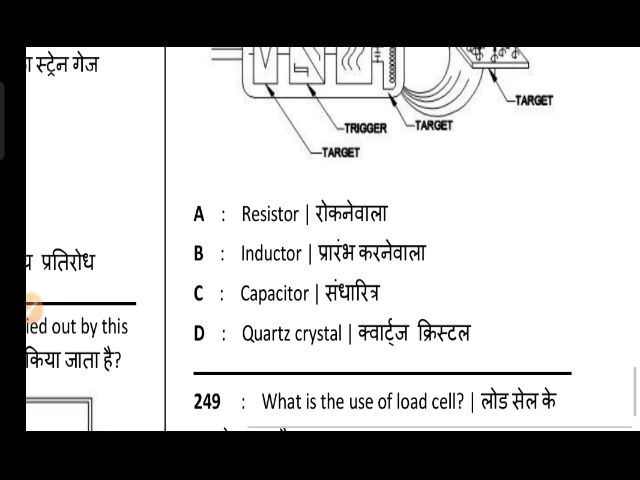 स्ट्रेन गेज
प्रतिरोध
ied out by this
किया जाता है?
TARGET
TARGET
TRIGGER
TARGET
A : Resistor | रोकनेवाला
B : Inductor | प्रारंभ करनेवाला
C : Capacitor | संधारित्र
D : Quartz crystal | क्वार्ट्ज क्रिस्टल
249 : What is the use of load cell? | लोड सेल के